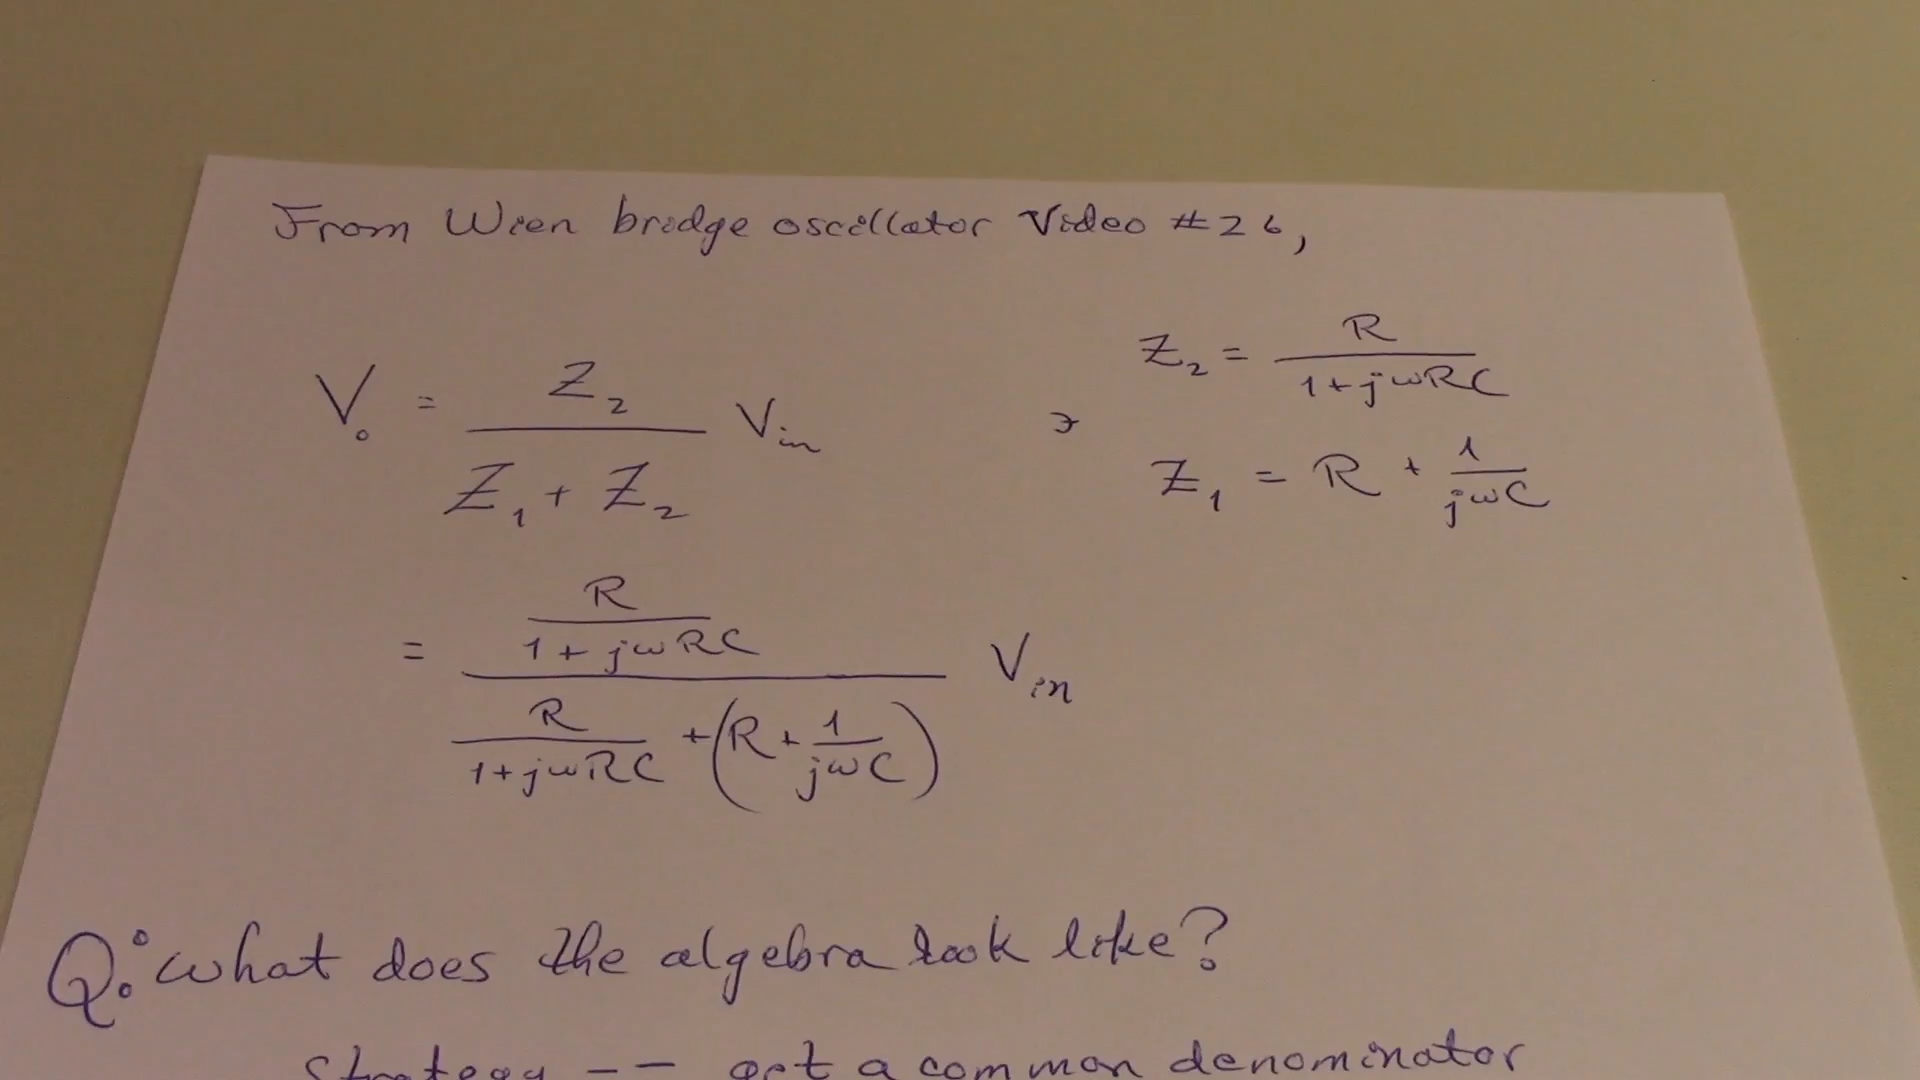 From Wien bridge oscillator Video #26,
V₀ = Z₂ / (Z₁ + Z₂) Vin , Z₂ = R / (1 + jωRC)
Z₁ = R + 1 / (jωC)
= (R / (1 + jωRC)) / (R / (1 + jωRC) + (R + 1 / (jωC))) Vin
Q: What does the algebra look like?
Strategy -- get a common denominator